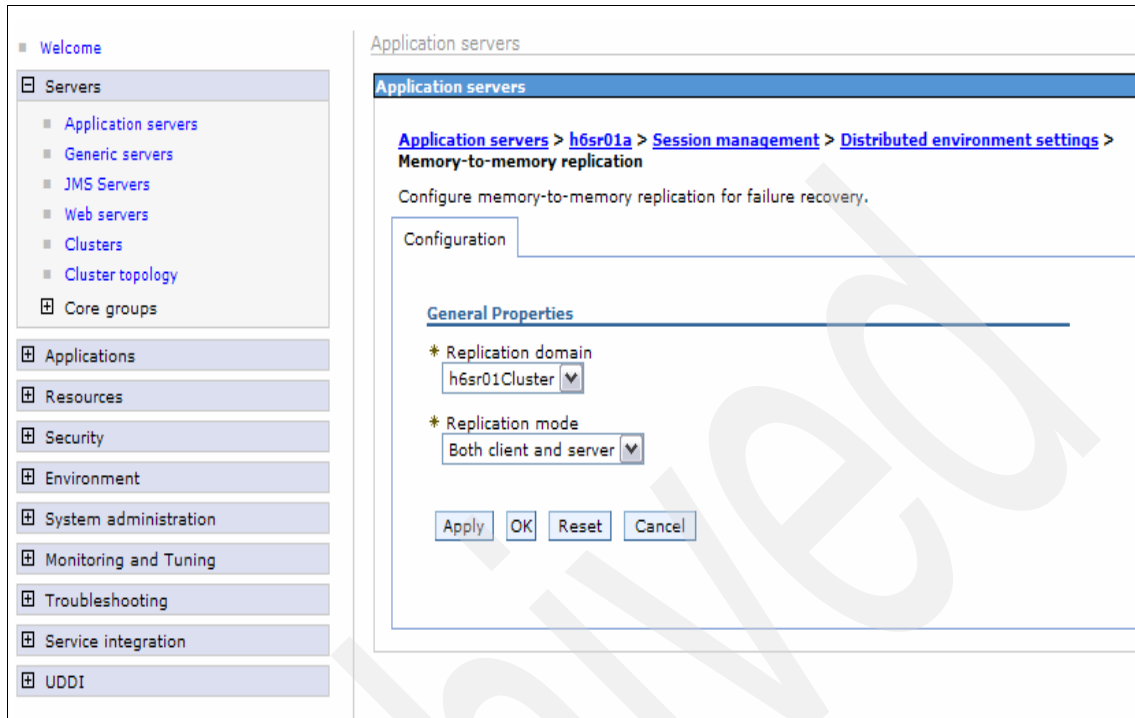 Welcome
Servers
Application servers
Generic servers
JMS Servers
Web servers
Clusters
Cluster topology
Core groups
Applications
Resources
Security
Environment
System administration
Monitoring and Tuning
Troubleshooting
Service integration
UDDI
Application servers
Application servers
Application servers > h6sr01a > Session management > Distributed environment settings >
Memory-to-memory replication
Configure memory-to-memory replication for failure recovery.
Configuration
General Properties
* Replication domain
h6sr01Cluster
* Replication mode
Both client and server
Apply OK Reset Cancel